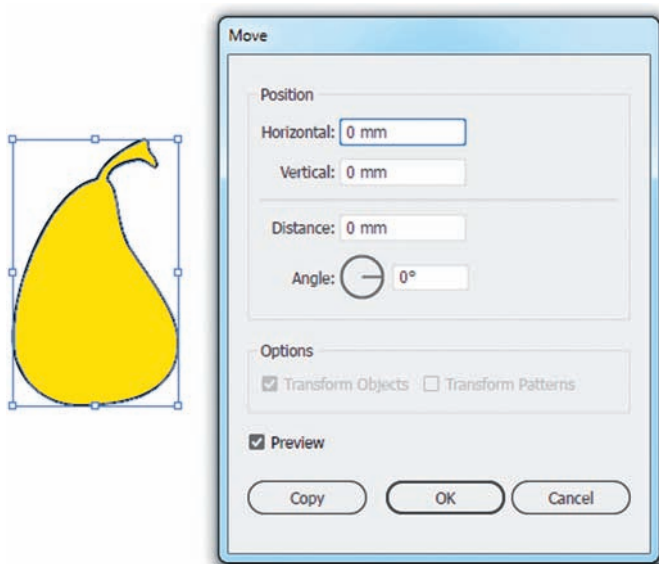 Move
Position
Horizontal: 0 mm
Vertical: 0 mm
Distance: 0 mm
Angle: 0°
Options
Transform Objects Transform Patterns
Preview
Copy OK Cancel